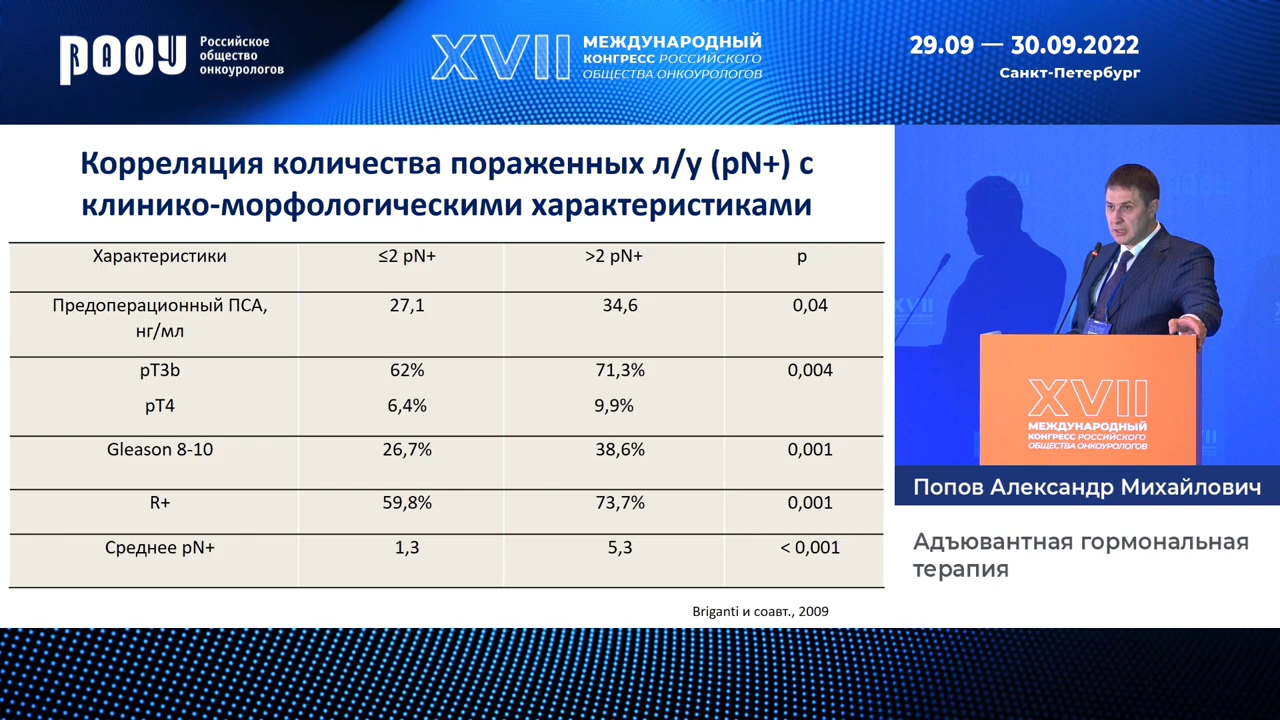 РАОУ
Российское
общество
онкоурологов
XVII
МЕЖДУНАРОДНЫЙ
КОНГРЕСС РОССИЙСКОГО
ОБЩЕСТВА ОНКОУРОЛОГОВ
29.09 — 30.09.2022
Санкт-Петербург
Корреляция количества пораженных л/у (pN+) с
клинико-морфологическими характеристиками
Характеристики ≤2 pN+ >2 pN+ p
Предоперационный ПСА, 27,1 34,6 0,04
нг/мл
pT3b 62% 71,3% 0,004
pT4 6,4% 9,9%
Gleason 8-10 26,7% 38,6% 0,001
R+ 59,8% 73,7% 0,001
Среднее pN+ 1,3 5,3 < 0,001
Briganti и соавт., 2009
XVII
МЕЖДУНАРОДНЫЙ
КОНГРЕСС РОССИЙСКОГО
ОБЩЕСТВА ОНКОУРОЛОГОВ
Попов Александр Михайлович
Адъювантная гормональная
терапия